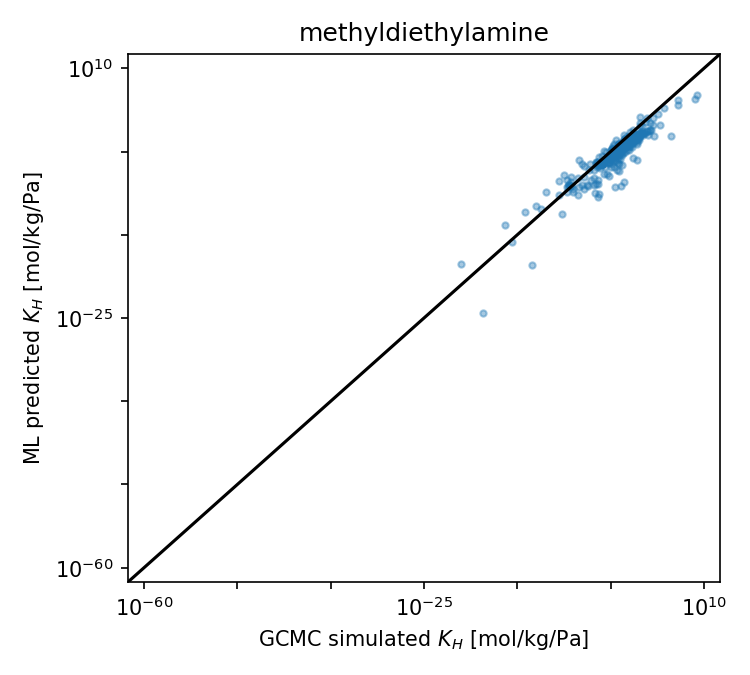 methyldiethylamine
10^{10}
10^{-25}
10^{-60}
ML predicted K_H [mol/kg/Pa]
10^{-60}
10^{-25}
10^{10}
GCMC simulated K_H [mol/kg/Pa]